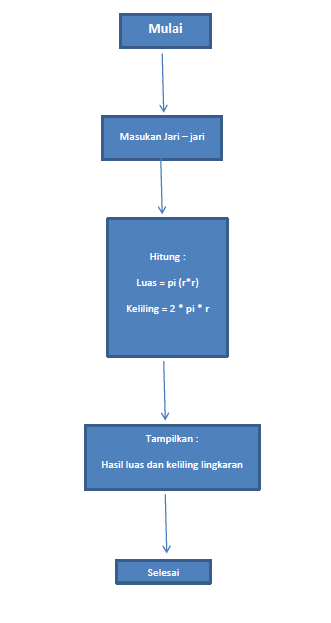 Mulai
Masukan Jari – jari
Hitung :
Luas = pi (r*r)
Keliling = 2 * pi * r
Tampilkan :
Hasil luas dan keliling lingkaran
Selesai